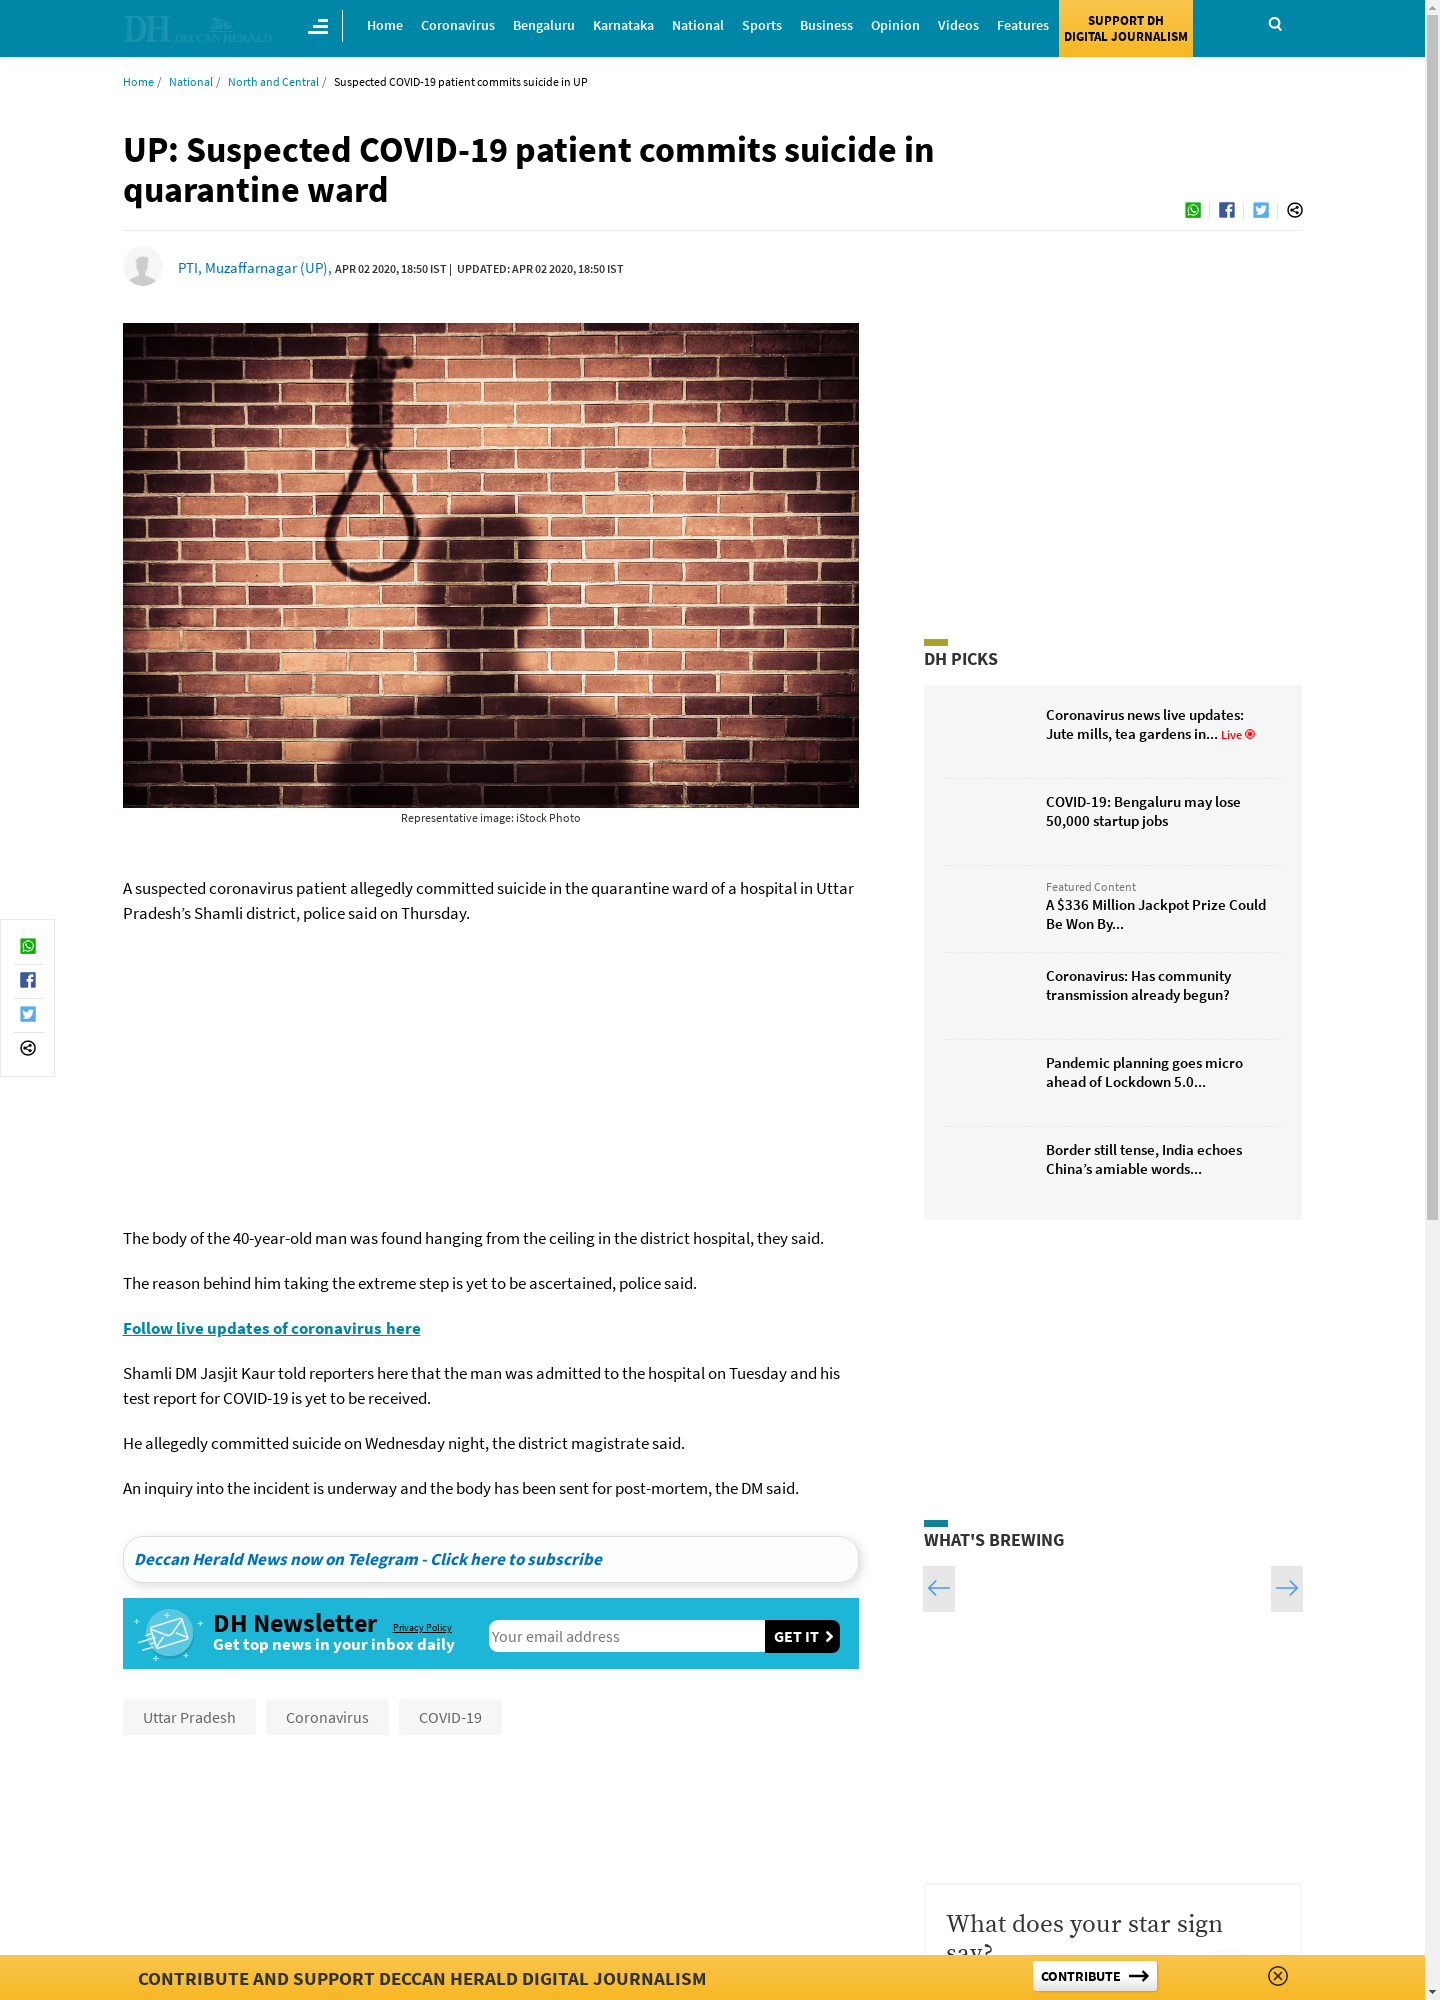 DH DECCAN HERALD
Home Coronavirus Bengaluru Karnataka National Sports Business Opinion Videos Features
SUPPORT DH
DIGITAL JOURNALISM
Home / National / North and Central / Suspected COVID-19 patient commits suicide in UP
UP: Suspected COVID-19 patient commits suicide in
quarantine ward
PTI, Muzaffarnagar (UP), APR 02 2020, 18:50 IST | UPDATED: APR 02 2020, 18:50 IST
Representative image: iStock Photo
A suspected coronavirus patient allegedly committed suicide in the quarantine ward of a hospital in Uttar
Pradesh’s Shamli district, police said on Thursday.
The body of the 40-year-old man was found hanging from the ceiling in the district hospital, they said.
The reason behind him taking the extreme step is yet to be ascertained, police said.
Follow live updates of coronavirus here
Shamli DM Jasjit Kaur told reporters here that the man was admitted to the hospital on Tuesday and his
test report for COVID-19 is yet to be received.
He allegedly committed suicide on Wednesday night, the district magistrate said.
An inquiry into the incident is underway and the body has been sent for post-mortem, the DM said.
Deccan Herald News now on Telegram - Click here to subscribe
DH Newsletter Privacy Policy
Get top news in your inbox daily
Your email address
GET IT
Uttar Pradesh Coronavirus COVID-19
DH PICKS
Coronavirus news live updates:
Jute mills, tea gardens in... Live
COVID-19: Bengaluru may lose
50,000 startup jobs
Featured Content
A $336 Million Jackpot Prize Could
Be Won By...
Coronavirus: Has community
transmission already begun?
Pandemic planning goes micro
ahead of Lockdown 5.0...
Border still tense, India echoes
China’s amiable words...
WHAT'S BREWING
What does your star sign
say?
CONTRIBUTE AND SUPPORT DECCAN HERALD DIGITAL JOURNALISM
CONTRIBUTE